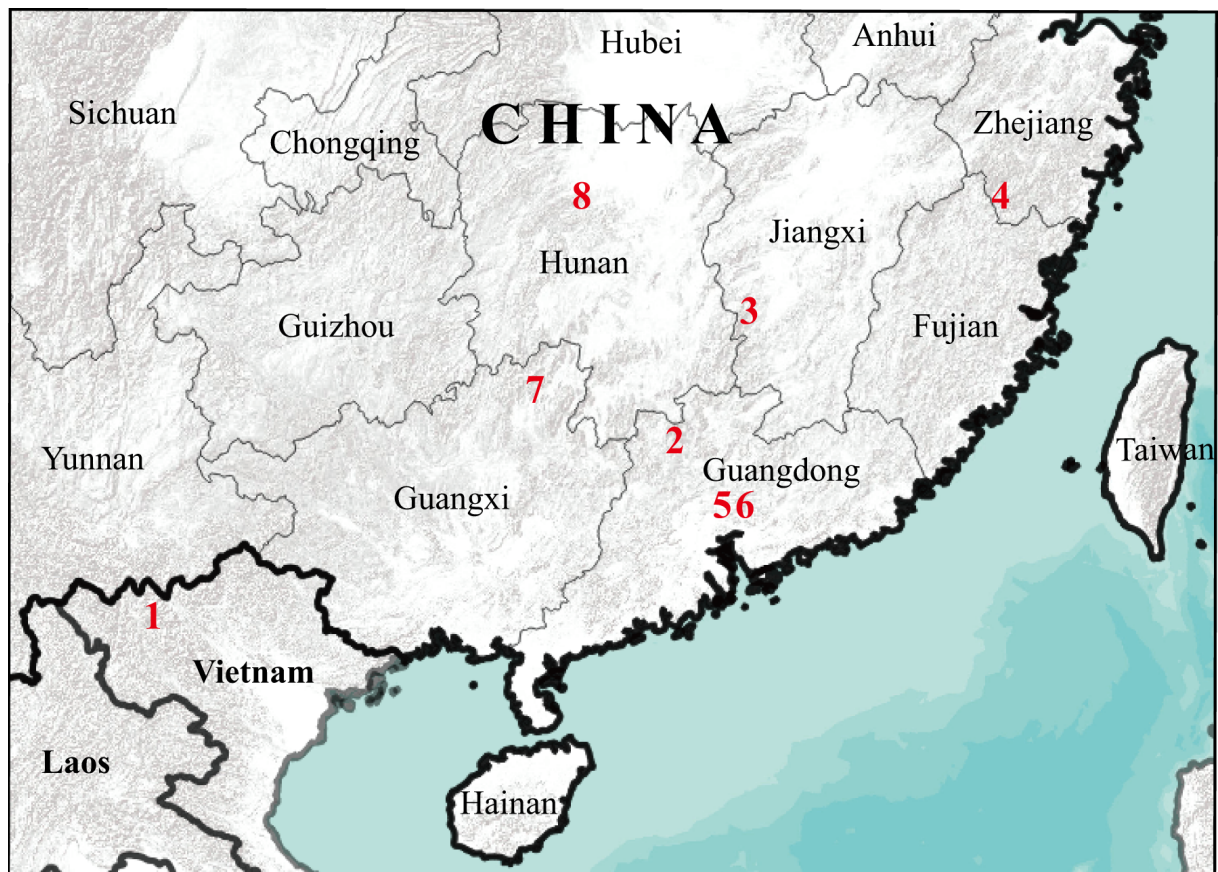 Hubei
Anhui
Sichuan
CHINA
Zhejiang
Chongqing
8
4
Jiangxi
Hunan
3
Guizhou
Fujian
7
2
Yunnan
Guangdong
Taiwan
Guangxi
56
1
Vietnam
Laos
Hainan